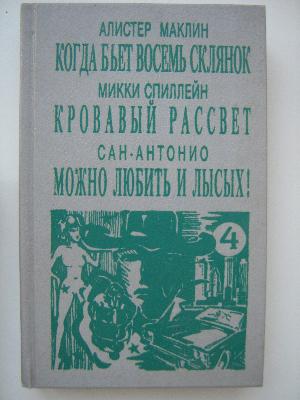 АЛИСТЕР МАКЛИН
КОГДА БЬЕТ ВОСЕМЬ СКЛЯНОК
МИККИ СПИЛЛЕЙН
КРОВАВЫЙ РАССВЕТ
САН-АНТОНИО
МОЖНО ЛЮБИТЬ И ЛЫСЫХ!
4